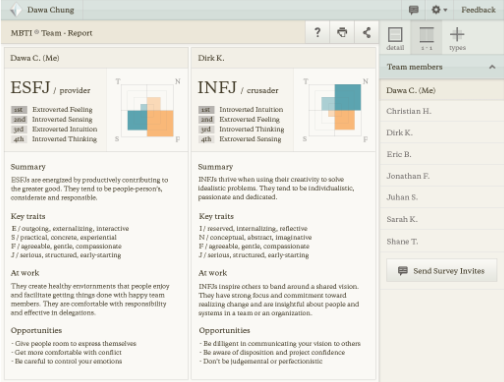 Dawa Chung
Feedback
MBTI ® Team - Report
?
detail
1-1
types
Dawa C. (Me)
ESFJ / provider
1st Extroverted Feeling
2nd Introverted Sensing
3rd Extroverted Intuition
4th Introverted Thinking
T N
S F
Summary
ESFJs are energized by productively contributing to
the greater good. They tend to be people-person's,
considerate and responsible.
Key traits
E / outgoing, externalizing, interactive
S / practical, concrete, experiential
F / agreeable, gentle, compassionate
J / serious, structured, early-starting
At work
They create healthy environments that people enjoy
and facilitate getting things done with happy team
members. They are comfortable with responsibility
and effective in delegations.
Opportunities
- Give people room to express themselves
- Get more comfortable with conflict
- Be careful to control your emotions
Dirk K.
INFJ / crusader
1st Introverted Intuition
2nd Extroverted Feeling
3rd Introverted Thinking
4th Extroverted Sensing
T N
S F
Summary
INFJs thrive when using their creativity to solve
idealistic problems. They tend to be individualistic,
passionate and dedicated.
Key traits
I / reserved, internalizing, reflective
N / conceptual, abstract, imaginative
F / agreeable, gentle, compassionate
J / serious, structured, early-starting
At work
INFJs inspire others to band around a shared vision.
They have strong focus and commitment toward
realizing change and are insightful about people and
systems in a team or an organization.
Opportunities
- Be dilligent in communicating your vision to others
- Be aware of disposition and project confidence
- Don't be judgemental or perfectionistic
Team members
Dawa C. (Me)
Christian H.
Dirk K.
Eric B.
Jonathan F.
Juhan S.
Sarah K.
Shane T.
Send Survey Invites